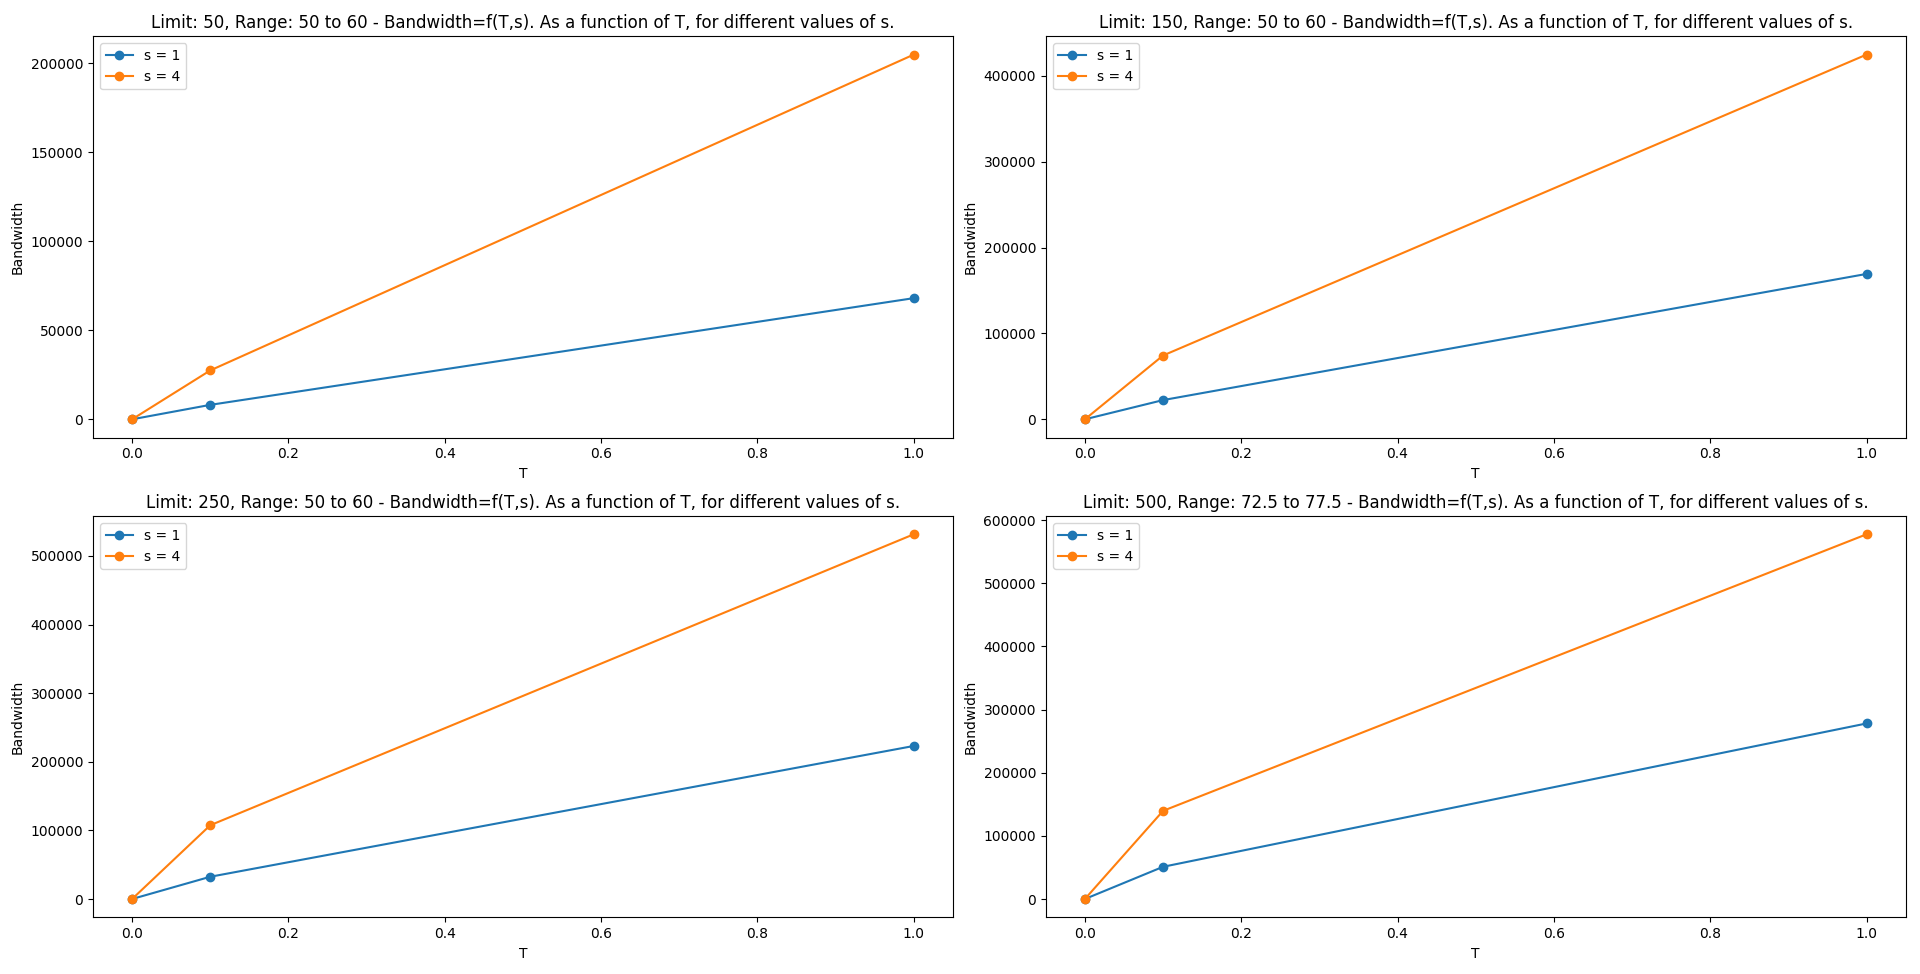 Limit: 50, Range: 50 to 60 - Bandwidth=f(T,s). As a function of T, for different values of s.
s = 1
s = 4
200000
150000
100000
50000
0
Bandwidth
0.0 0.2 0.4 0.6 0.8 1.0
T
Limit: 150, Range: 50 to 60 - Bandwidth=f(T,s). As a function of T, for different values of s.
s = 1
s = 4
400000
300000
200000
100000
0
Bandwidth
0.0 0.2 0.4 0.6 0.8 1.0
T
Limit: 250, Range: 50 to 60 - Bandwidth=f(T,s). As a function of T, for different values of s.
s = 1
s = 4
500000
400000
300000
200000
100000
0
Bandwidth
0.0 0.2 0.4 0.6 0.8 1.0
T
Limit: 500, Range: 72.5 to 77.5 - Bandwidth=f(T,s). As a function of T, for different values of s.
s = 1
s = 4
600000
500000
400000
300000
200000
100000
0
Bandwidth
0.0 0.2 0.4 0.6 0.8 1.0
T